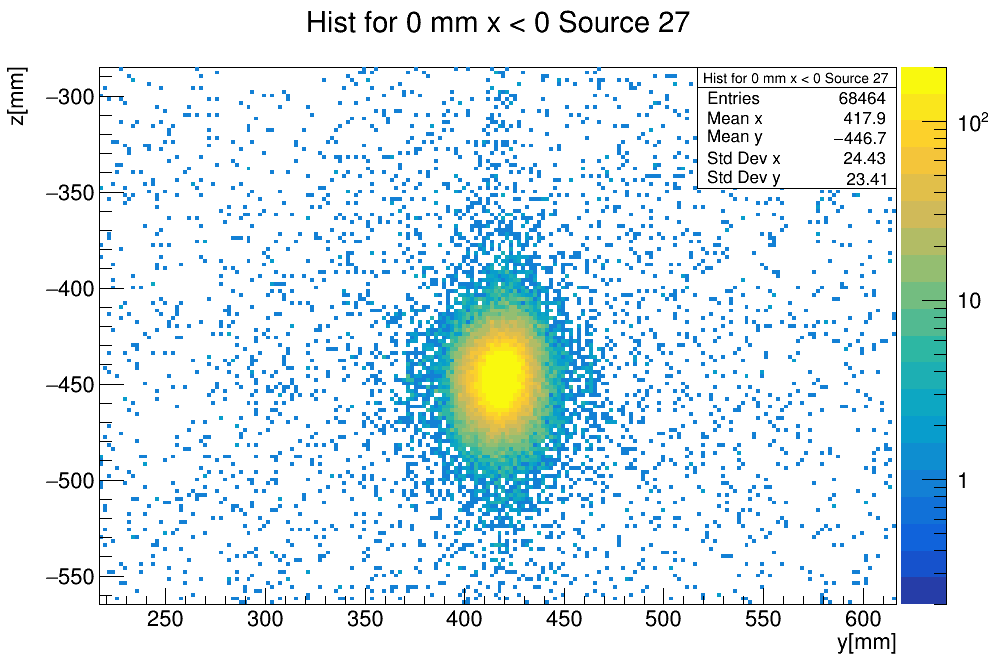 Hist for 0 mm x < 0 Source 27
z[mm]
Hist for 0 mm x < 0 Source 27
Entries 68464
Mean x 417.9
Mean y −446.7
Std Dev x 24.43
Std Dev y 23.41
−300
−350
−400
−450
−500
−550
10²
10
1
250 300 350 400 450 500 550 600
y[mm]